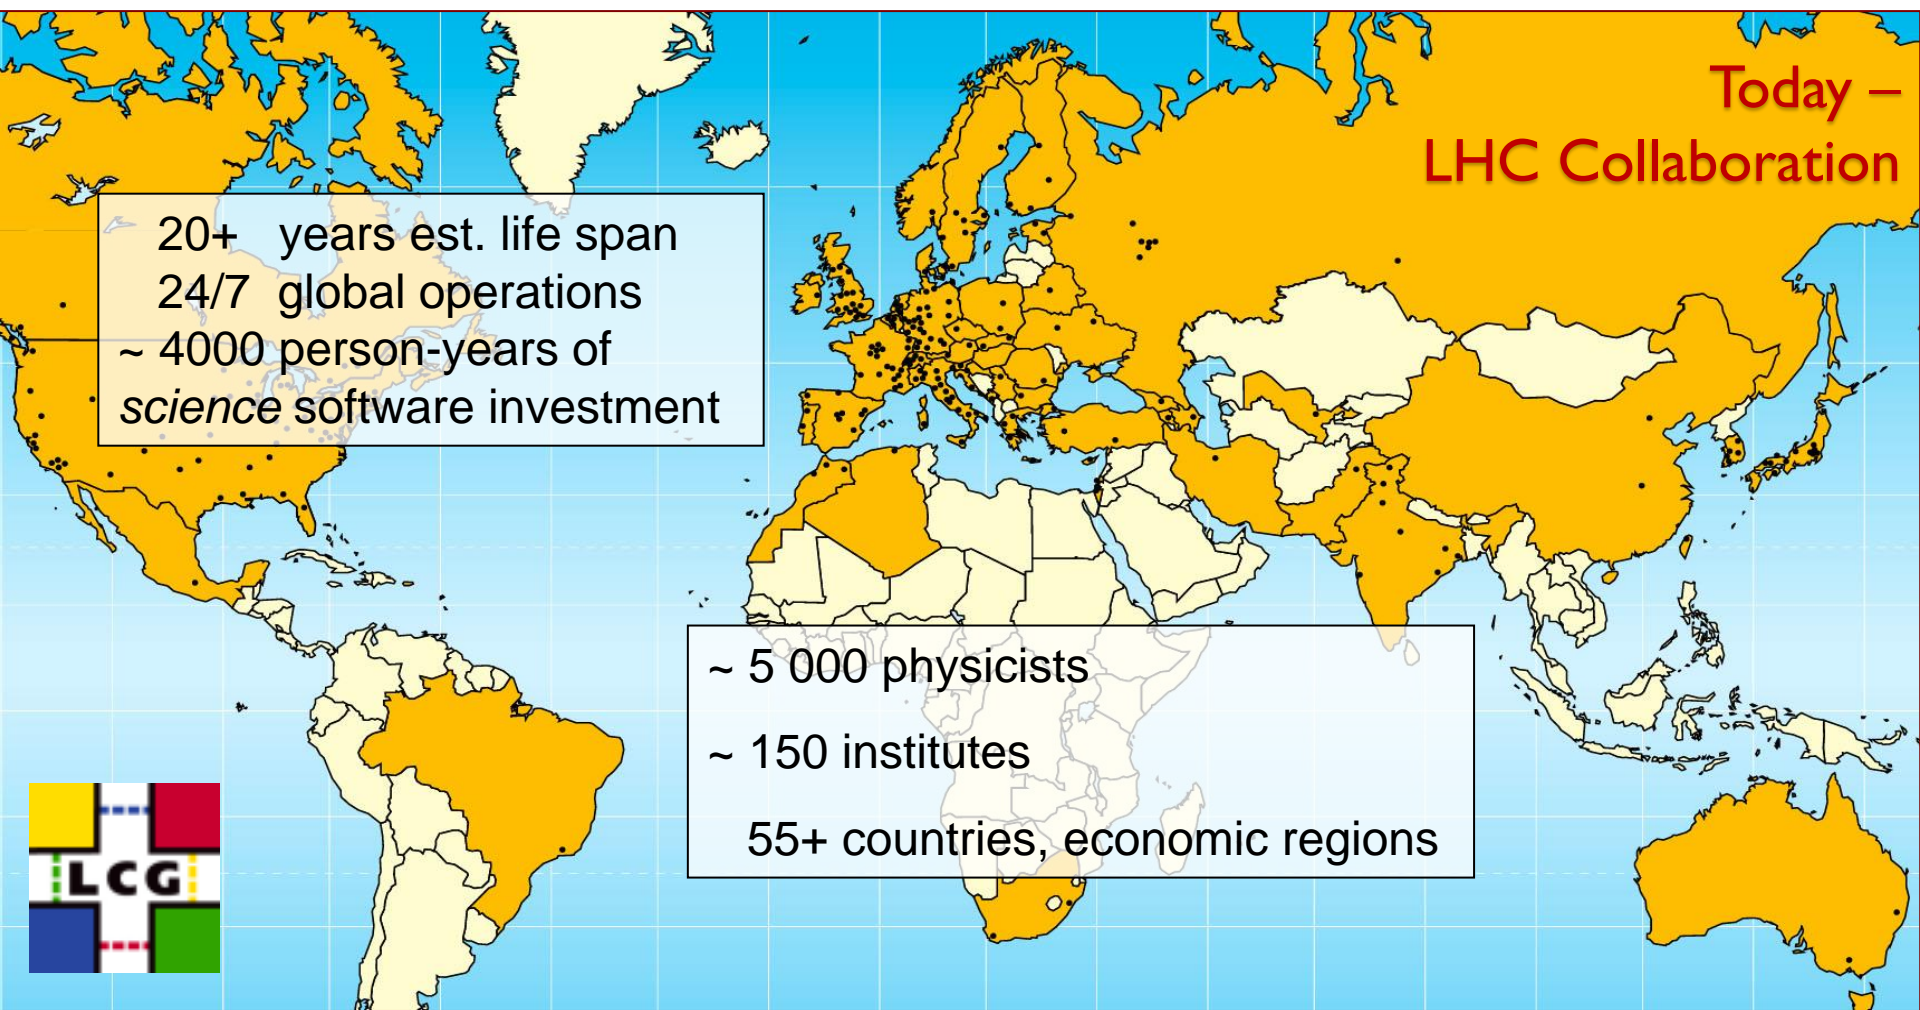 Today –
LHC Collaboration
20+ years est. life span
24/7 global operations
~ 4000 person-years of
science software investment
~ 5 000 physicists
~ 150 institutes
55+ countries, economic regions
LCG